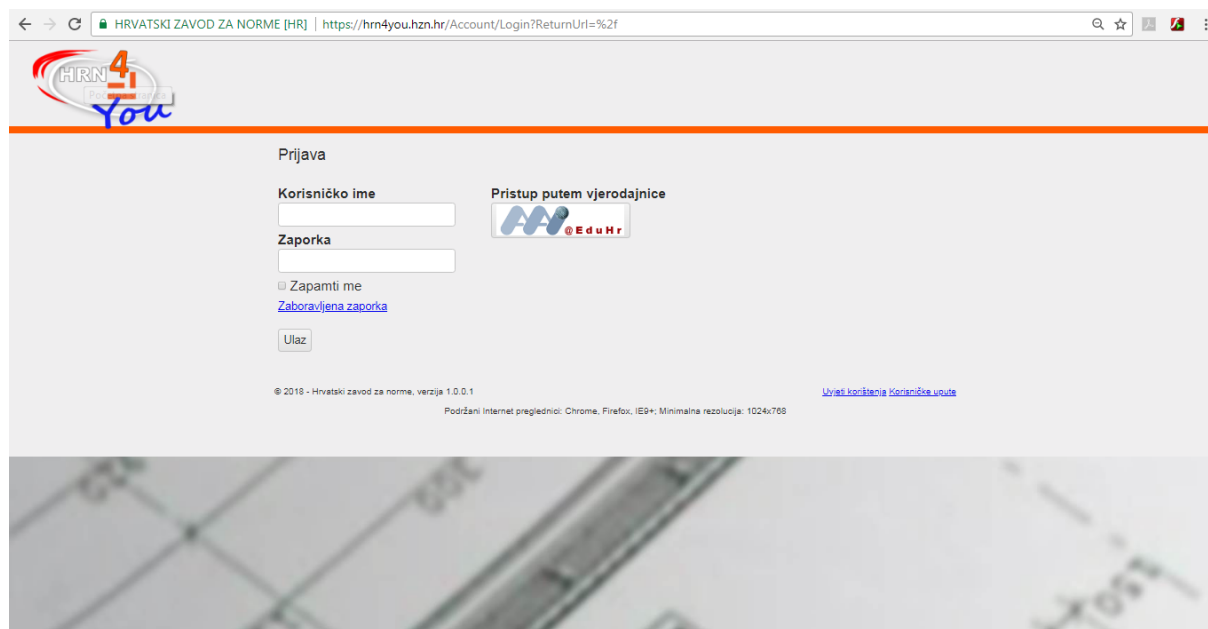 HRVATSKI ZAVOD ZA NORME [HR] | https://hrn4you.hzn.hr/Account/Login?ReturnUrl=%2f
HRN 4
Početna stranica
You
Prijava
Korisničko ime
Pristup putem vjerodajnice
@EduHr
Zaporka
Zapamti me
Zaboravljena zaporka
Ulaz
© 2018 - Hrvatski zavod za norme, verzija 1.0.0.1
Uvjeti korištenja Korisničke upute
Podržani Internet preglednici: Chrome, Firefox, IE9+; Minimalna rezolucija: 1024x768